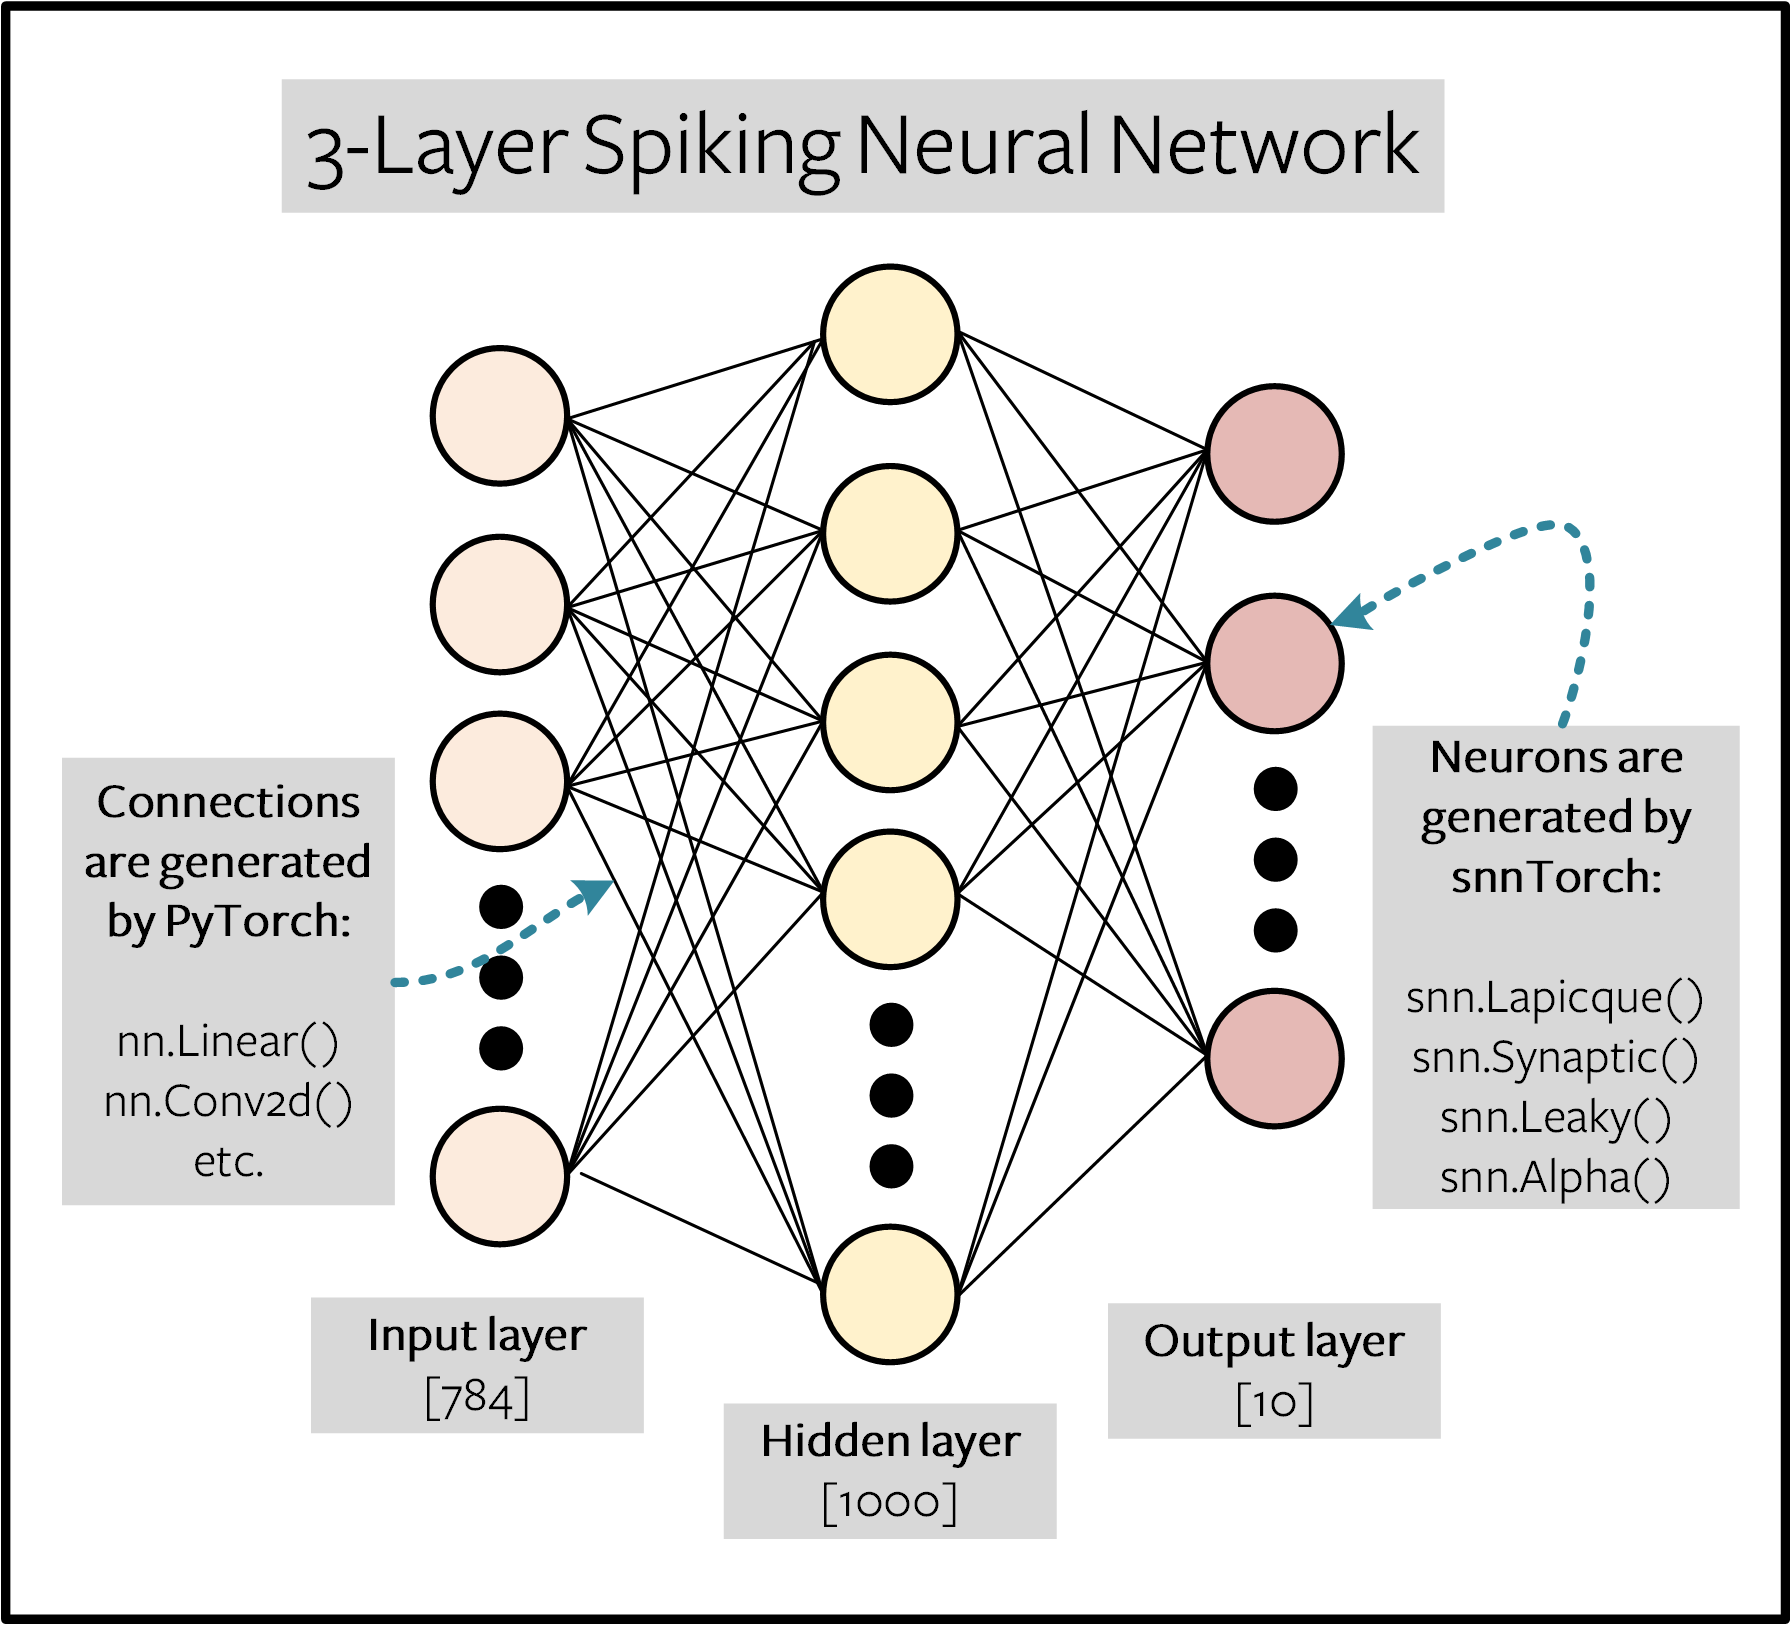 3-Layer Spiking Neural Network
Connections
are generated
by PyTorch:
nn.Linear()
nn.Conv2d()
etc.
Neurons are
generated by
snnTorch:
snn.Lapicque()
snn.Synaptic()
snn.Leaky()
snn.Alpha()
Input layer
[784]
Hidden layer
[1000]
Output layer
[10]